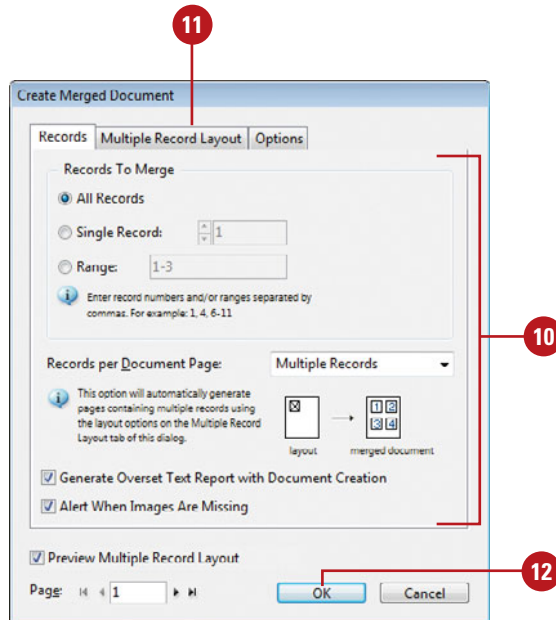 11
Create Merged Document
Records Multiple Record Layout Options
Records To Merge
All Records
Single Record: 1
Range: 1-3
Enter record numbers and/or ranges separated by
commas. For example: 1, 4, 6-11
10
Records per Document Page: Multiple Records
This option will automatically generate
pages containing multiple records using
the layout options on the Multiple Record
Layout tab of this dialog.
1 2
3 4
layout merged document
Generate Overset Text Report with Document Creation
Alert When Images Are Missing
Preview Multiple Record Layout
12
Page: 1 OK Cancel